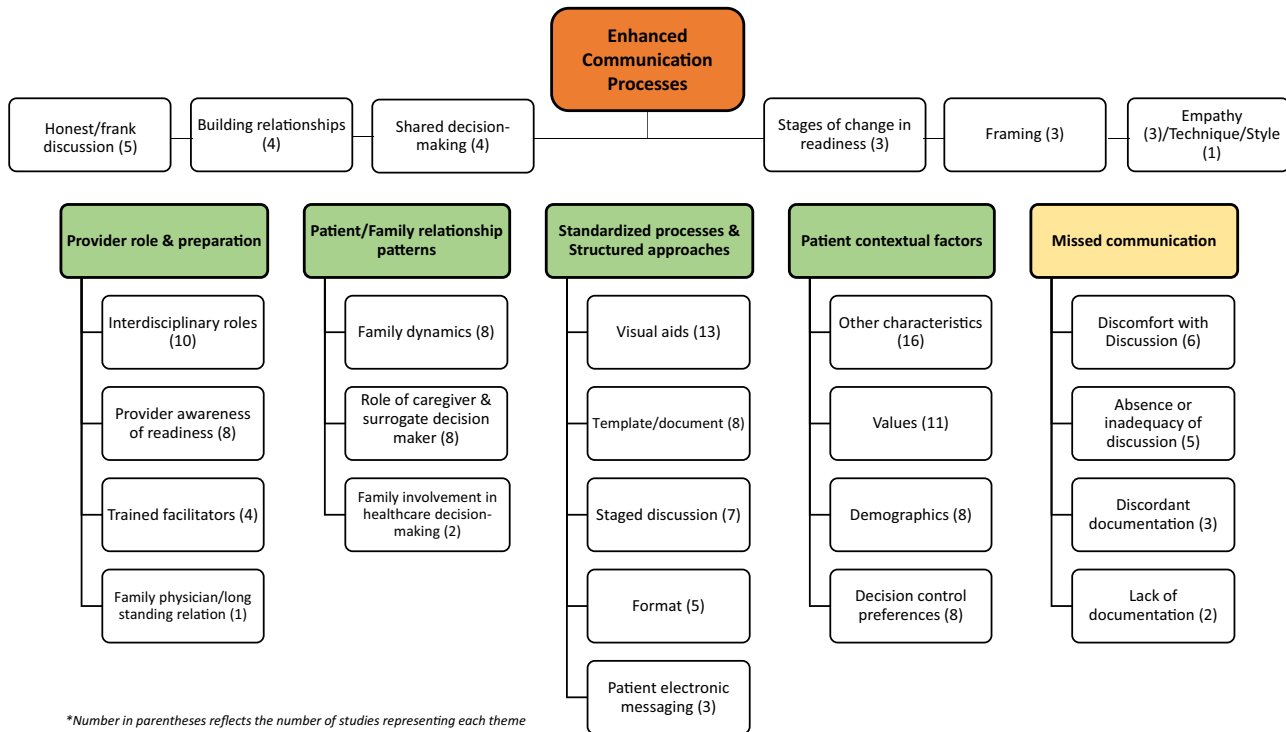 Enhanced
Communication
Processes
Honest/frank
discussion (5)
Building relationships
(4)
Shared decision-
making (4)
Stages of change in
readiness (3)
Framing (3)
Empathy
(3)/Technique/Style
(1)
Provider role & preparation
Interdisciplinary roles
(10)
Provider awareness
of readiness (8)
Trained facilitators (4)
Family physician/long
standing relation (1)
Patient/Family relationship
patterns
Family dynamics (8)
Role of caregiver &
surrogate decision
maker (8)
Family involvement in
healthcare decision-
making (2)
Standardized processes &
Structured approaches
Visual aids (13)
Template/document (8)
Staged discussion (7)
Format (5)
Patient electronic
messaging (3)
Patient contextual factors
Other characteristics
(16)
Values (11)
Demographics (8)
Decision control
preferences (8)
Missed communication
Discomfort with
Discussion (6)
Absence or
inadequacy of
discussion (5)
Discordant
documentation (3)
Lack of
documentation (2)
*Number in parentheses reflects the number of studies representing each theme